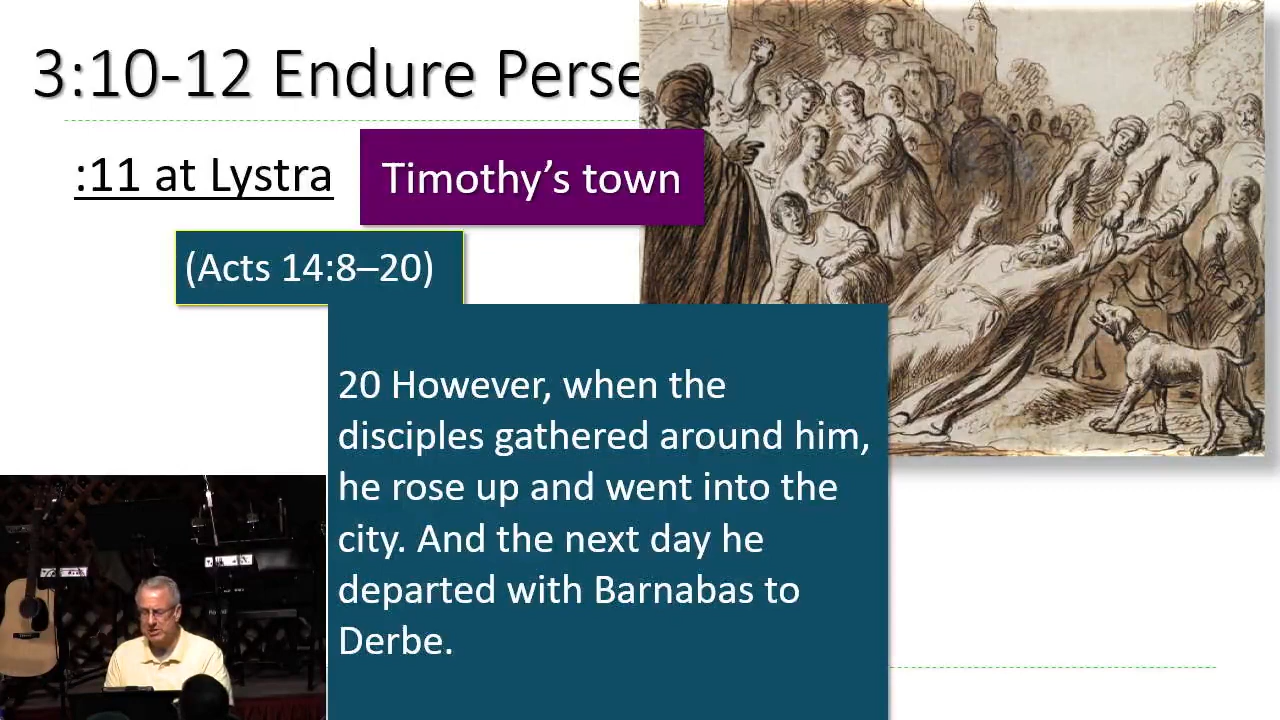 3:10-12 Endure Perse
:11 at Lystra
Timothy’s town
(Acts 14:8–20)
20 However, when the
disciples gathered around him,
he rose up and went into the
city. And the next day he
departed with Barnabas to
Derbe.